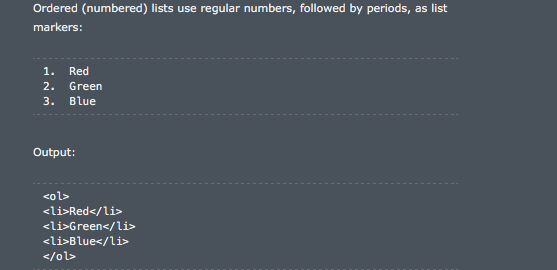 Ordered (numbered) lists use regular numbers, followed by periods, as list
markers:
1.  Red
2.  Green
3.  Blue
Output:
<ol>
<li>Red</li>
<li>Green</li>
<li>Blue</li>
</ol>